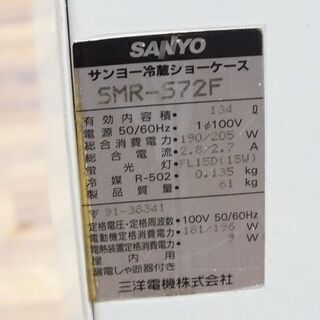 SANYO
サンヨー冷蔵ショーケース
SMR-S72F
有効内容積・ 134 ℓ
電源 50/60Hz・ 1φ100V
総合消費電力・ 190/205 W
総合電流・ 2.8/2.7 A
蛍光灯・ FL15D(15W)
冷媒 R-502 0.135 kg
製品質量・ 61 kg
91-38341
定格電圧・定格周波数・ 100V 50/60Hz
電動機定格消費電力・ 181/196 W
電熱装置定格消費電力・ 9 W
屋内用
漏電しゃ断器付き
三洋電機株式会社